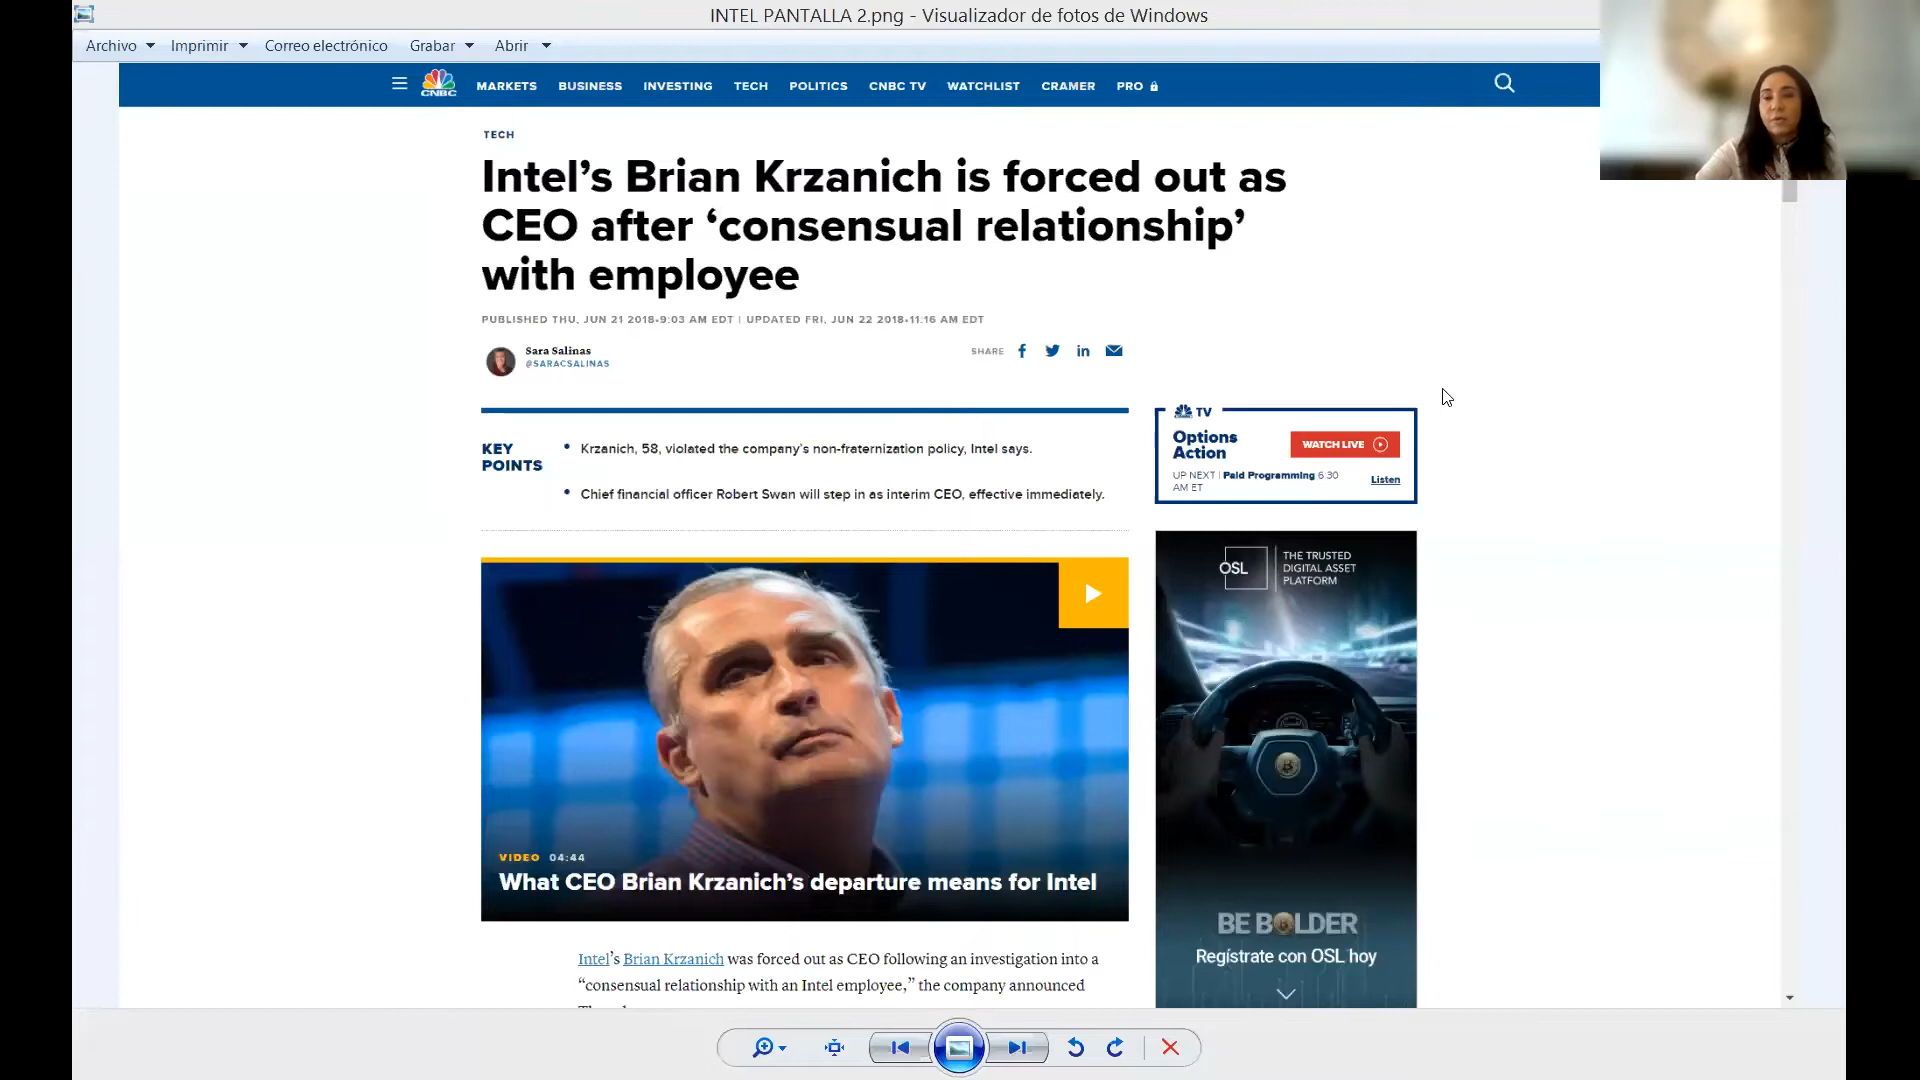 INTEL PANTALLA 2.png - Visualizador de fotos de Windows
Archivo Imprimir Correo electrónico Grabar Abrir
CNBC MARKETS BUSINESS INVESTING TECH POLITICS CNBC TV WATCHLIST CRAMER PRO
TECH
Intel’s Brian Krzanich is forced out as
CEO after ‘consensual relationship’
with employee
PUBLISHED THU, JUN 21 2018•9:03 AM EDT | UPDATED FRI, JUN 22 2018•11:16 AM EDT
Sara Salinas
@SARACSALINAS
SHARE
KEY
POINTS
• Krzanich, 58, violated the company’s non-fraternization policy, Intel says.
• Chief financial officer Robert Swan will step in as interim CEO, effective immediately.
TV
Options
Action
WATCH LIVE
UP NEXT | Paid Programming 6:30
AM ET
Listen
VIDEO 04:44
What CEO Brian Krzanich’s departure means for Intel
OSL
THE TRUSTED
DIGITAL ASSET
PLATFORM
BE BOLDER
Regístrate con OSL hoy
Intel’s Brian Krzanich was forced out as CEO following an investigation into a
“consensual relationship with an Intel employee,” the company announced